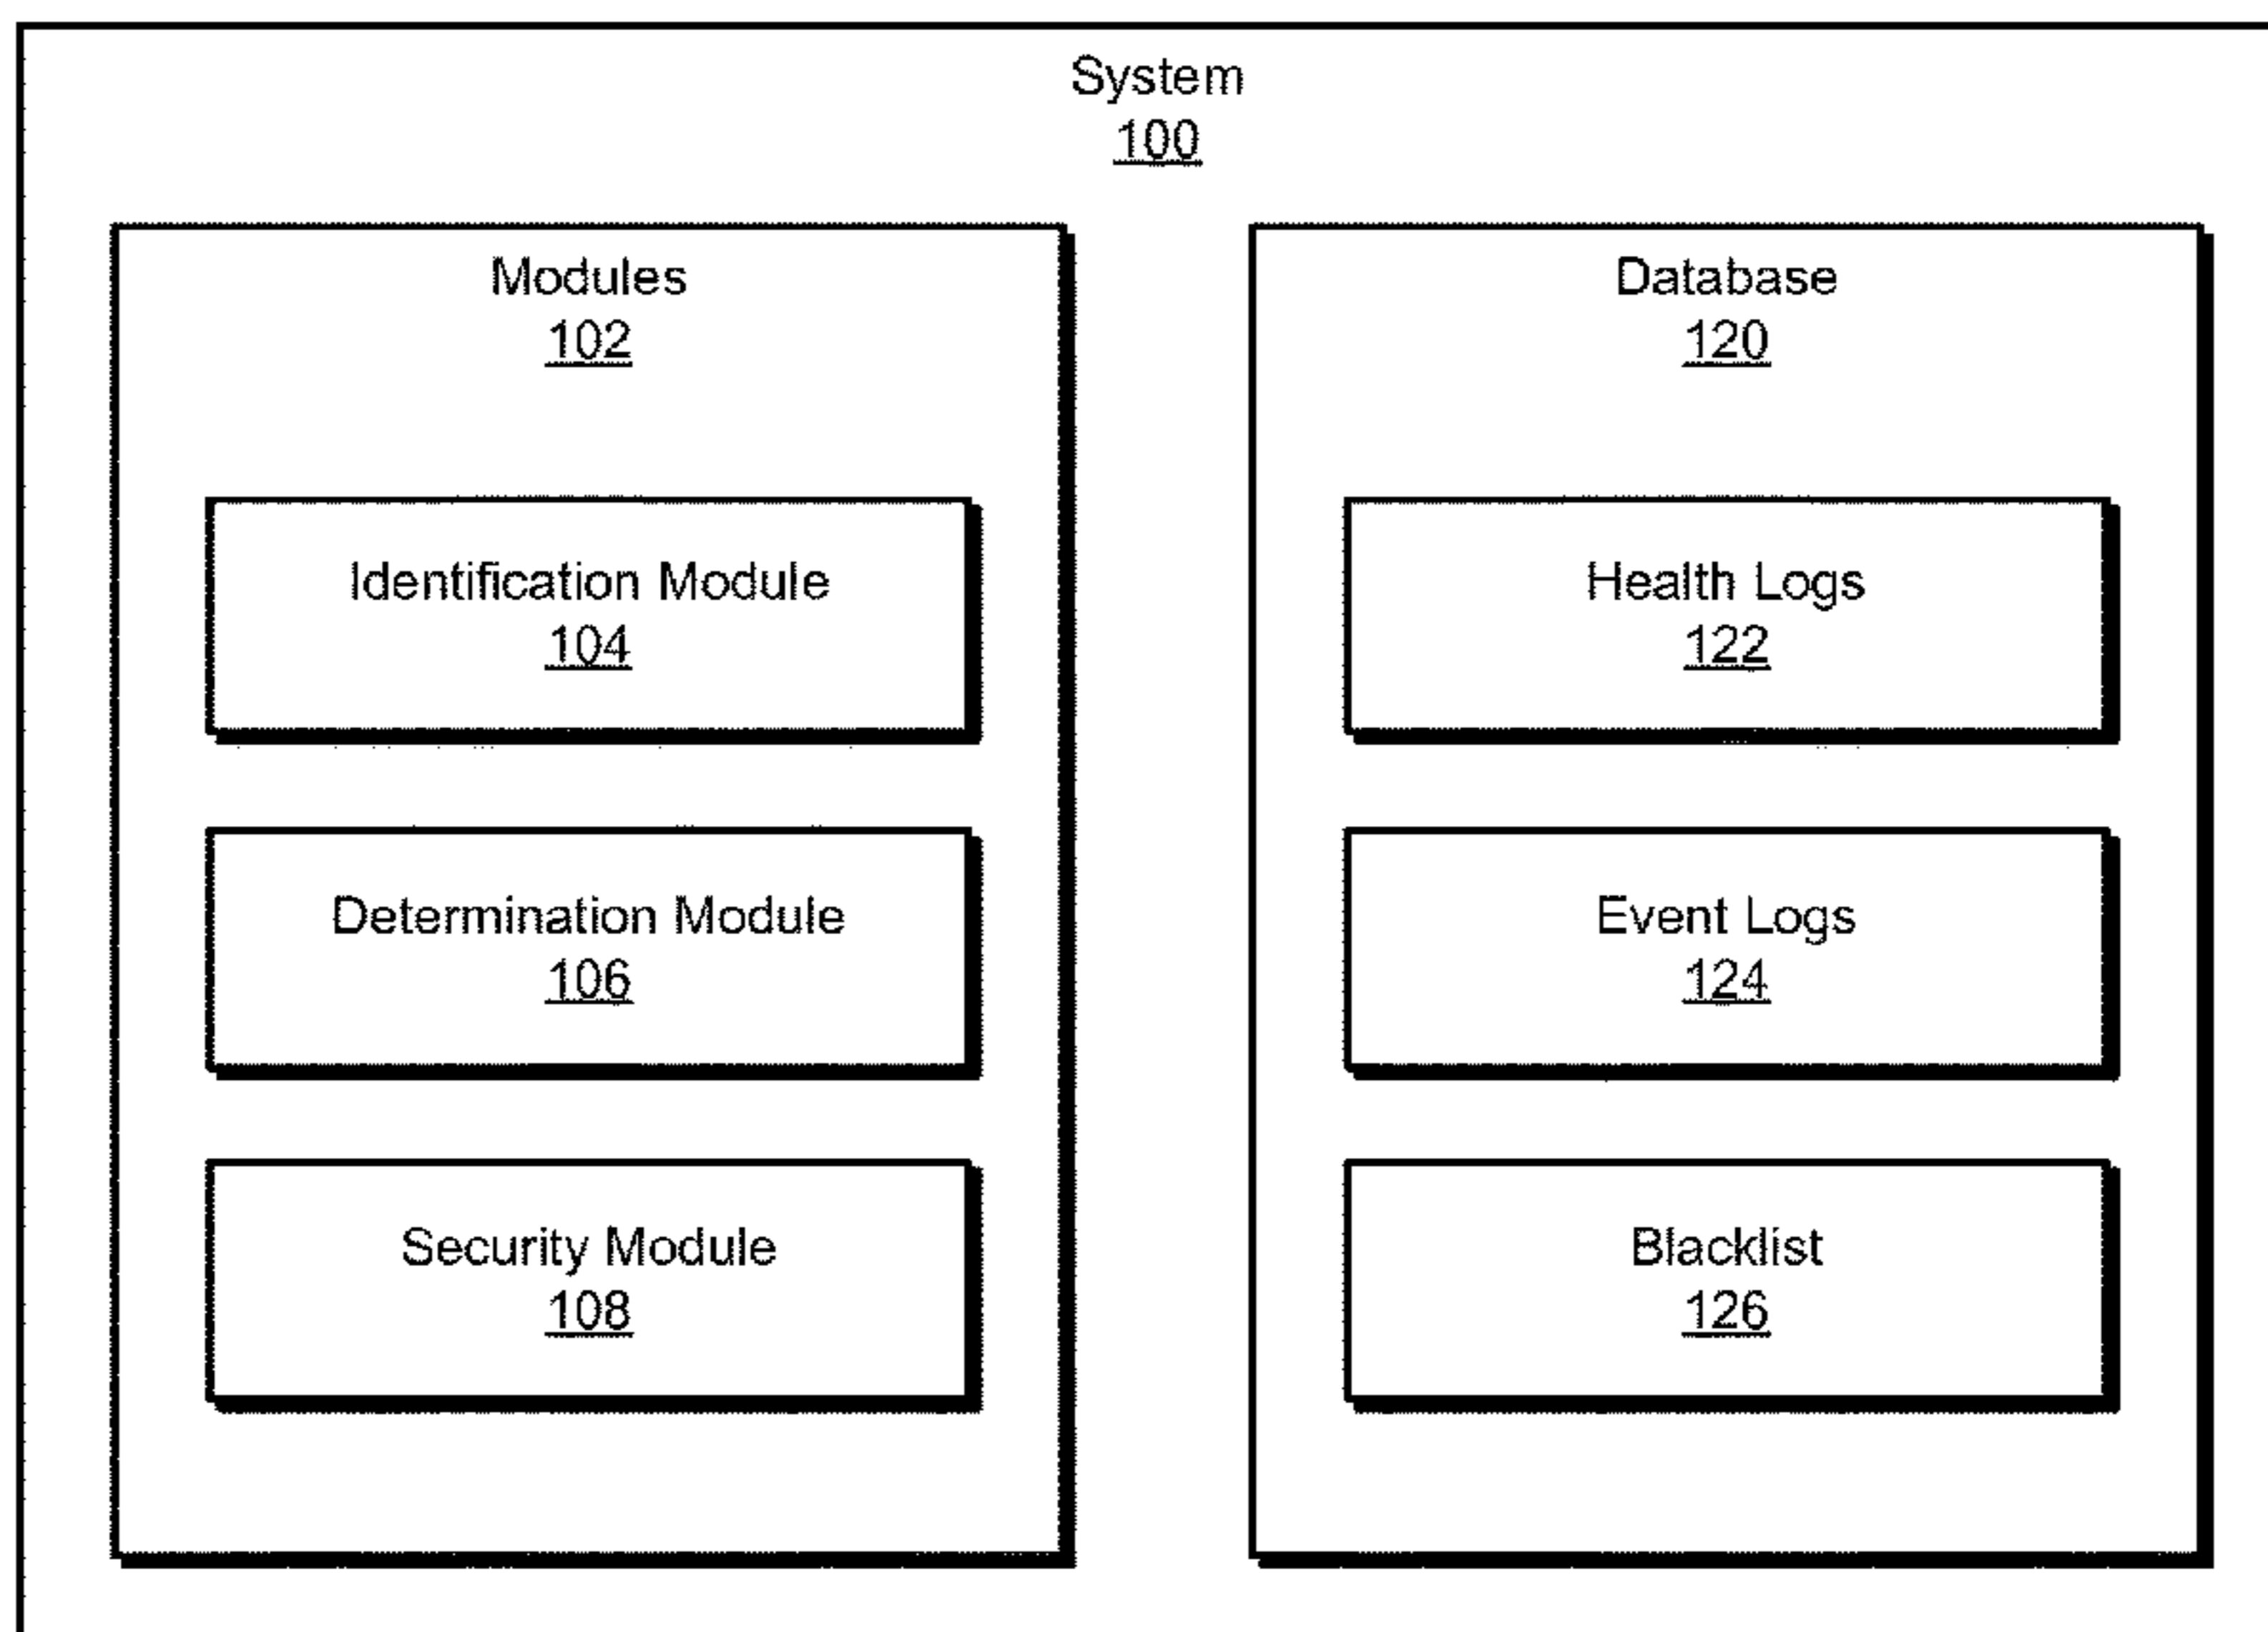 System
100
Modules
102
Identification Module
104
Determination Module
106
Security Module
108
Database
120
Health Logs
122
Event Logs
124
Blacklist
126